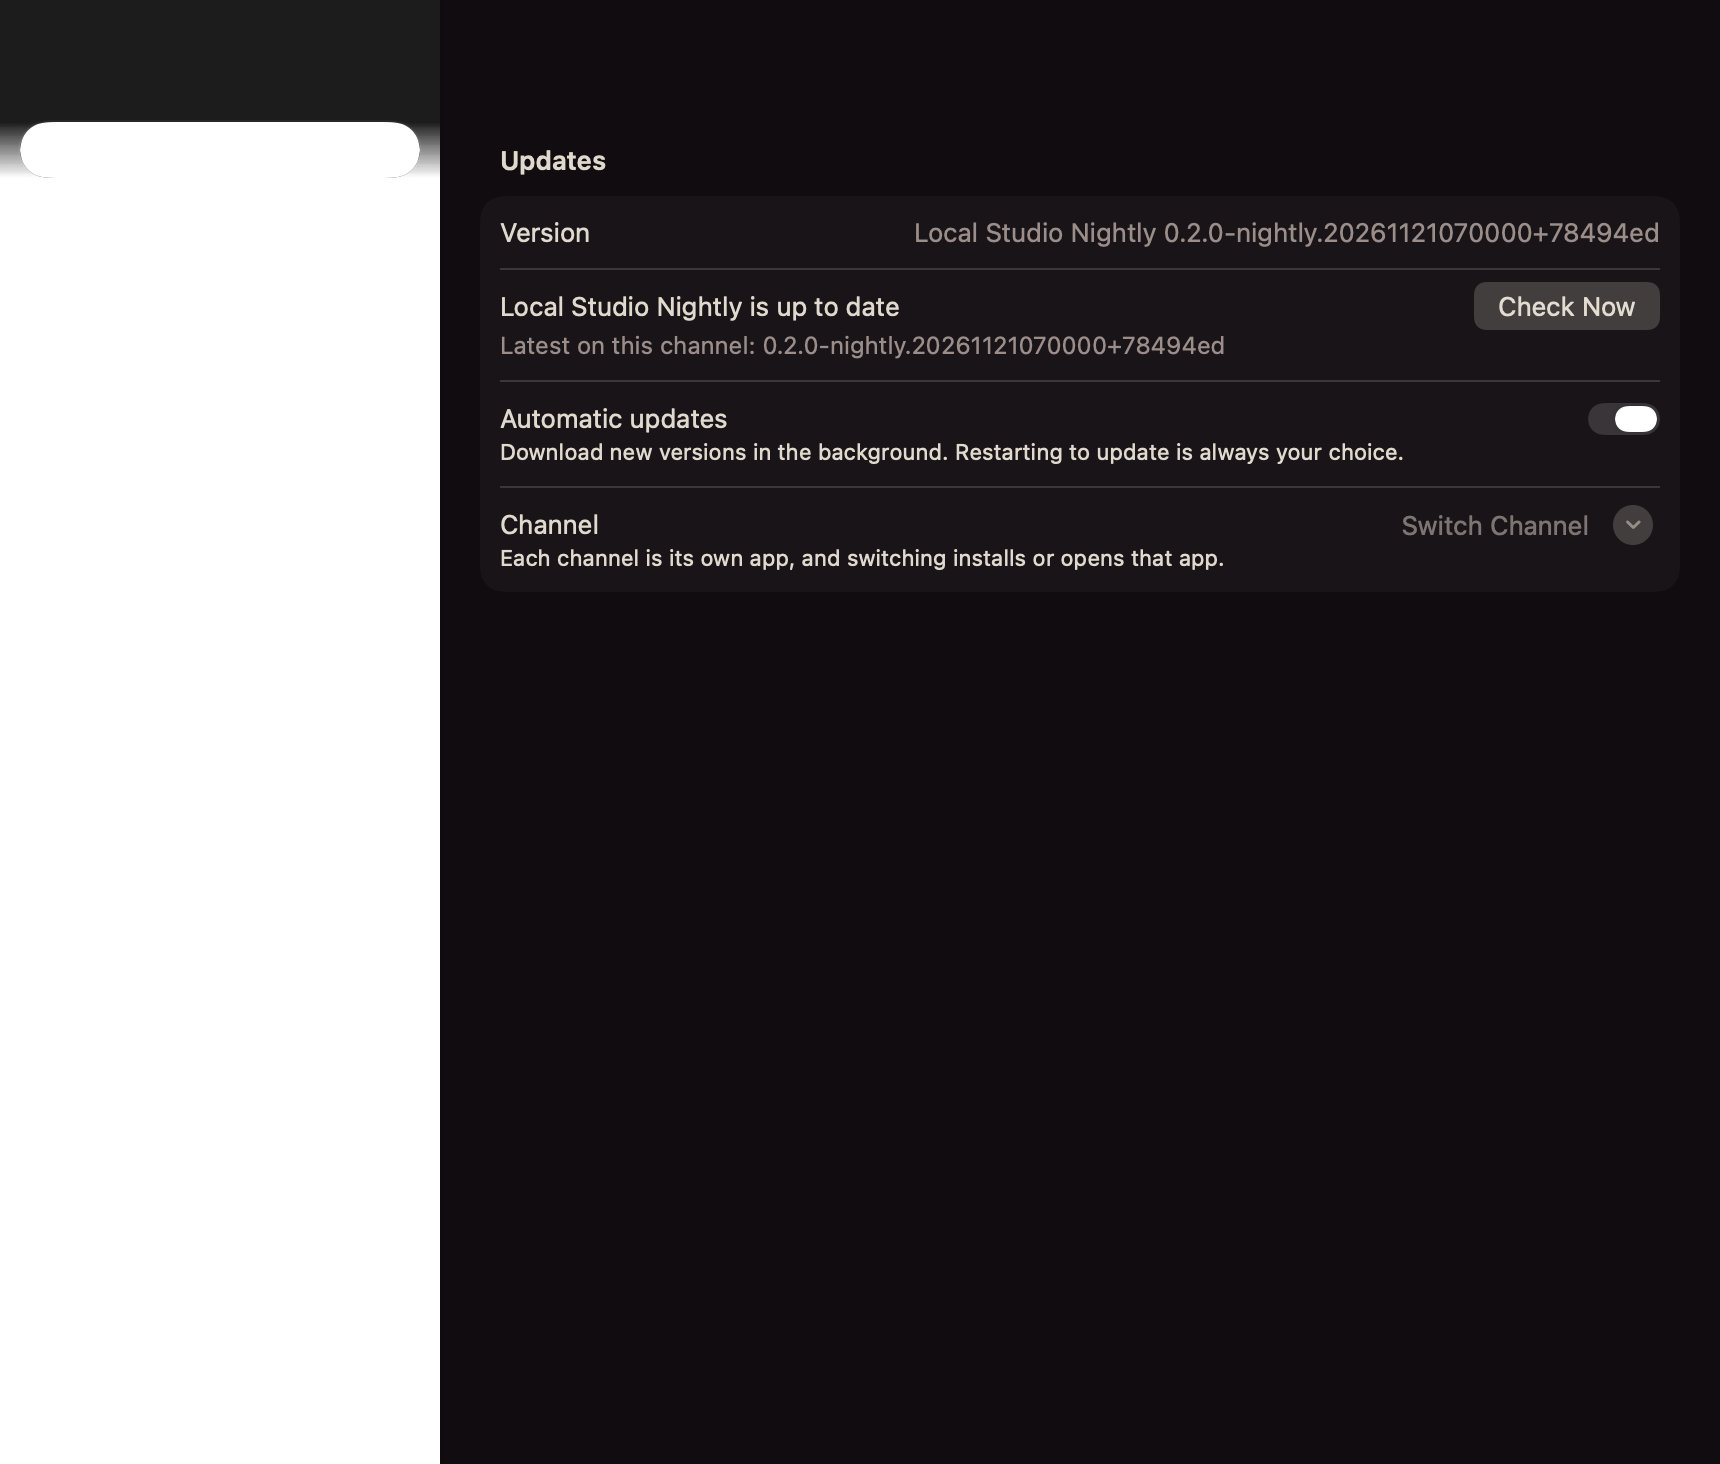 Updates
Version
Local Studio Nightly 0.2.0-nightly.20261121070000+78494ed
Local Studio Nightly is up to date
Check Now
Latest on this channel: 0.2.0-nightly.20261121070000+78494ed
Automatic updates
Download new versions in the background. Restarting to update is always your choice.
Channel
Switch Channel
Each channel is its own app, and switching installs or opens that app.